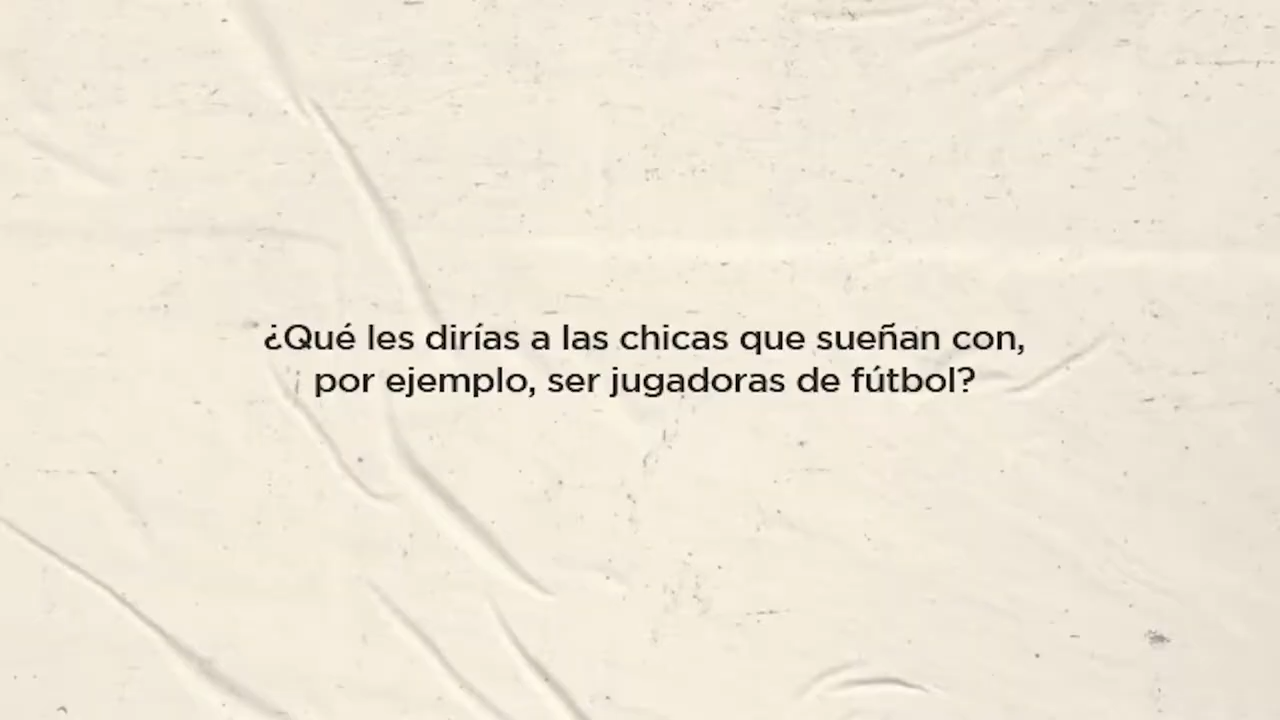 ¿Qué les dirías a las chicas que sueñan con,
por ejemplo, ser jugadoras de fútbol?